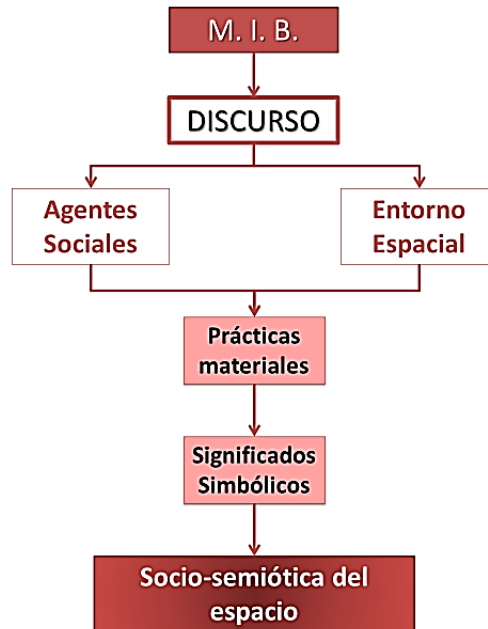 M. I. B.
DISCURSO
Agentes
Sociales
Entorno
Espacial
Prácticas
materiales
Significados
Simbólicos
Socio-semiótica del
espacio